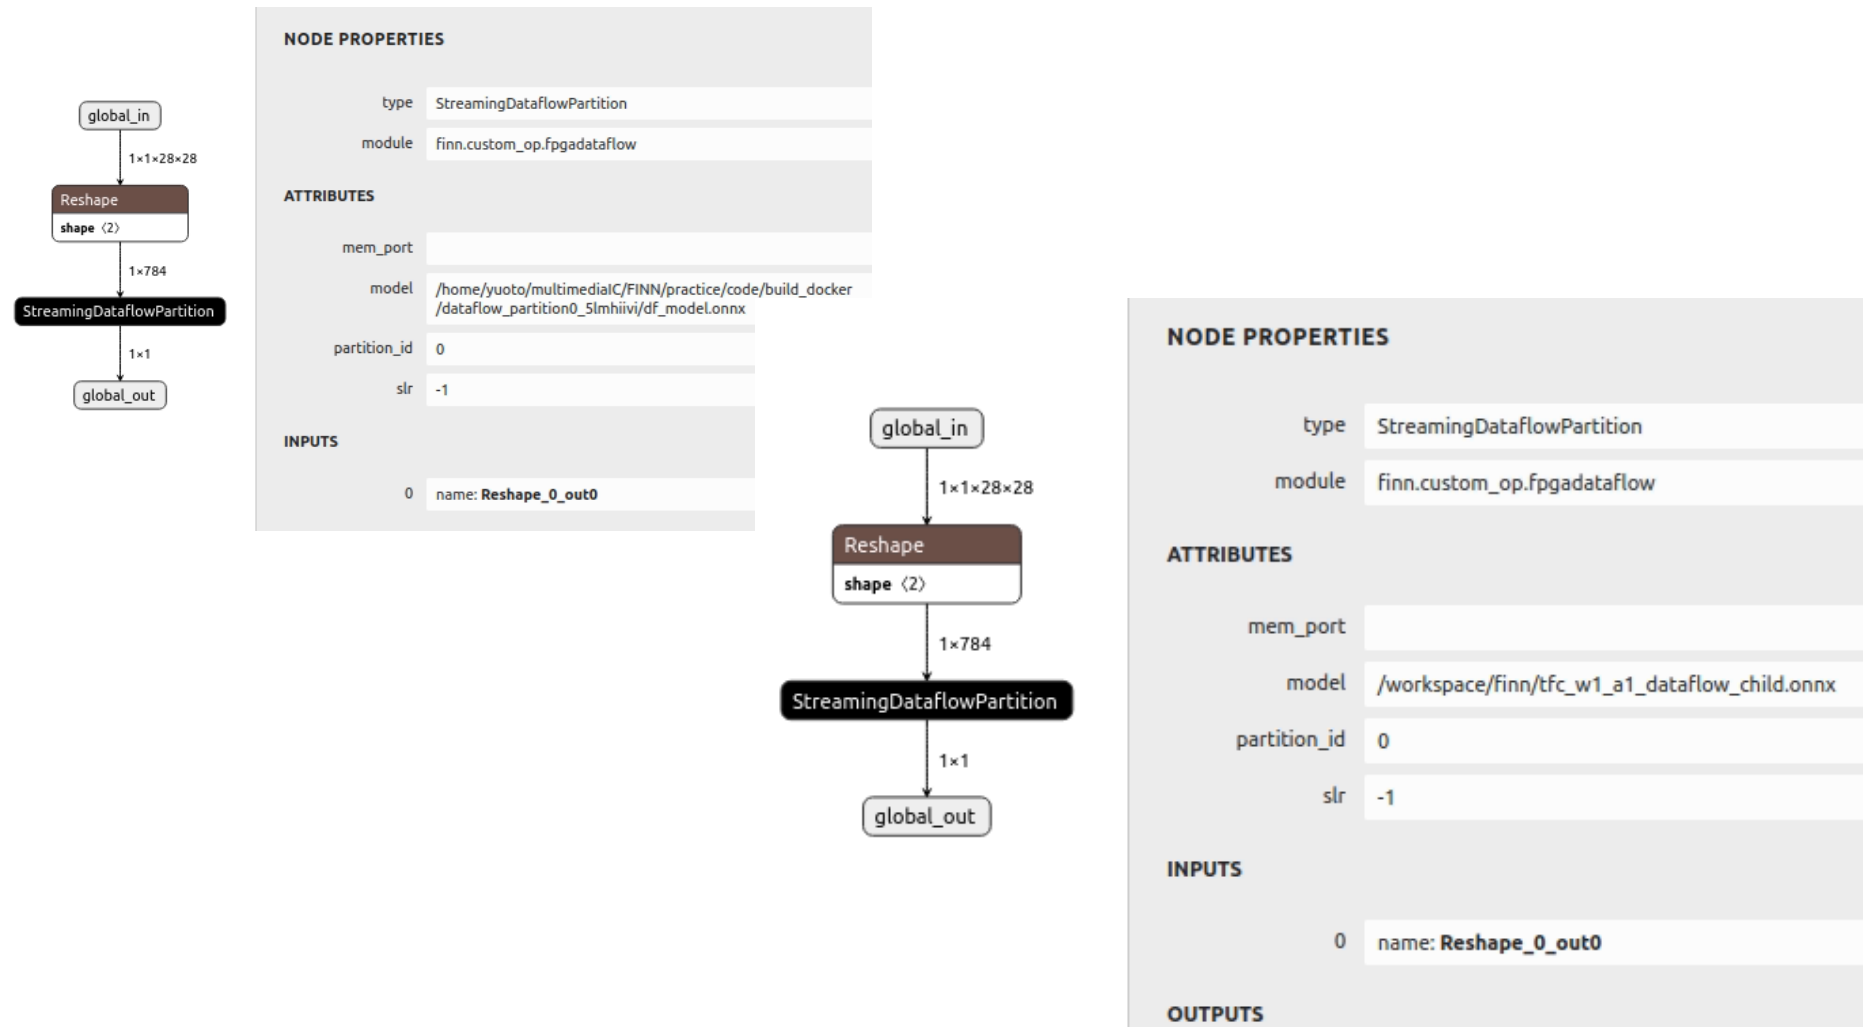 global_in
1×1×28×28
Reshape
shape 〈2〉
1×784
StreamingDataflowPartition
1×1
global_out
NODE PROPERTIES
type StreamingDataflowPartition
module finn.custom_op.fpgadataflow
ATTRIBUTES
mem_port
model /home/yuoto/multimediaIC/FINN/practice/code/build_docker
/dataflow_partition0_5lmhiivi/df_model.onnx
partition_id 0
slr -1
INPUTS
0 name: Reshape_0_out0
global_in
1×1×28×28
Reshape
shape 〈2〉
1×784
StreamingDataflowPartition
1×1
global_out
NODE PROPERTIES
type StreamingDataflowPartition
module finn.custom_op.fpgadataflow
ATTRIBUTES
mem_port
model /workspace/finn/tfc_w1_a1_dataflow_child.onnx
partition_id 0
slr -1
INPUTS
0 name: Reshape_0_out0
OUTPUTS